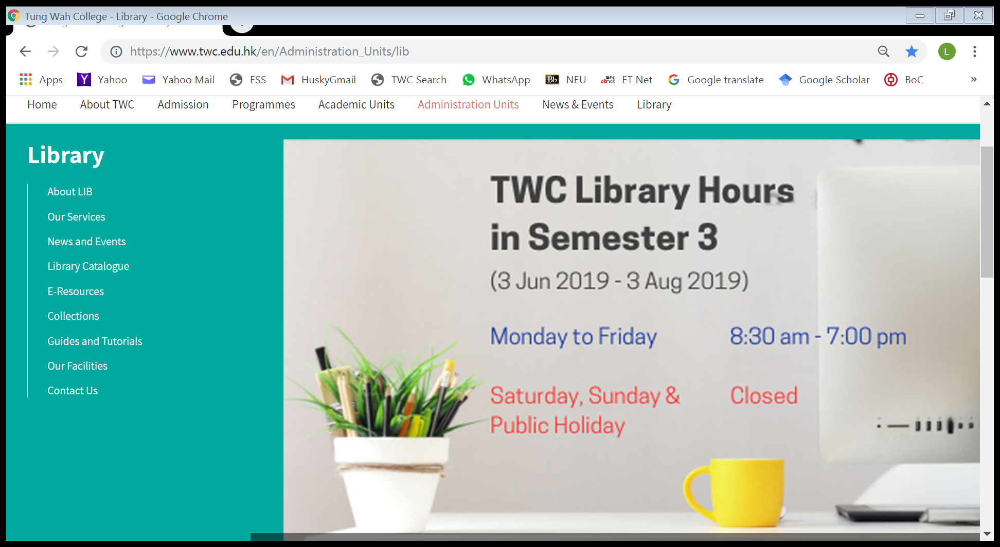 Tung Wah College - Library - Google Chrome
https://www.twc.edu.hk/en/Administration_Units/lib
L
Apps Yahoo Yahoo Mail ESS HuskyGmail TWC Search WhatsApp Bb NEU ET Net Google translate Google Scholar BoC »
Home About TWC Admission Programmes Academic Units Administration Units News & Events Library
Library
About LIB
Our Services
News and Events
Library Catalogue
E-Resources
Collections
Guides and Tutorials
Our Facilities
Contact Us
TWC Library Hours
in Semester 3
(3 Jun 2019 - 3 Aug 2019)
Monday to Friday 8:30 am - 7:00 pm
Saturday, Sunday & Closed
Public Holiday